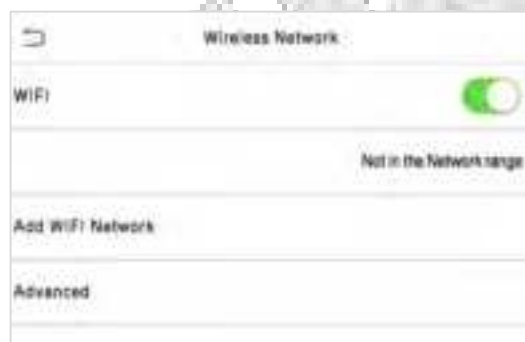 Wireless Network
WIFI
Not in the Network range
Add WIFI Network
Advanced